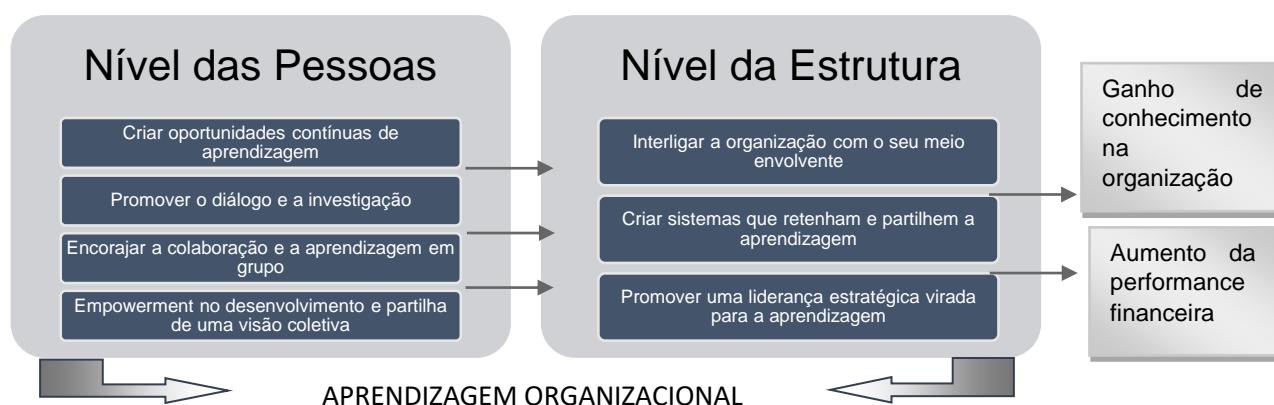 Nível das Pessoas
Criar oportunidades contínuas de
aprendizagem
Promover o diálogo e a investigação
Encorajar a colaboração e a aprendizagem em
grupo
Empowerment no desenvolvimento e partilha
de uma visão coletiva
Nível da Estrutura
Interligar a organização com o seu meio
envolvente
Criar sistemas que retenham e partilhem a
aprendizagem
Promover uma liderança estratégica virada
para a aprendizagem
Ganho de
conhecimento
na
organização
Aumento da
performance
financeira
APRENDIZAGEM ORGANIZACIONAL